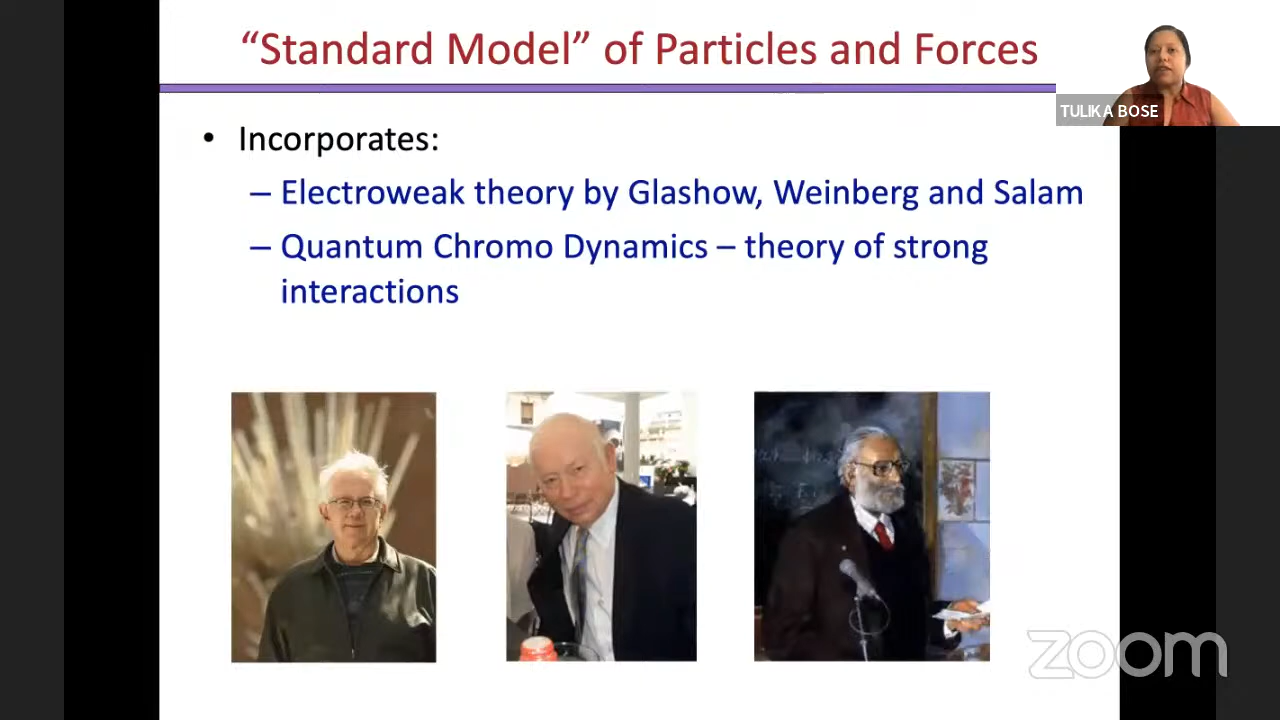 “Standard Model” of Particles and Forces
TULIKA BOSE
• Incorporates:
– Electroweak theory by Glashow, Weinberg and Salam
– Quantum Chromo Dynamics – theory of strong
interactions
zoom